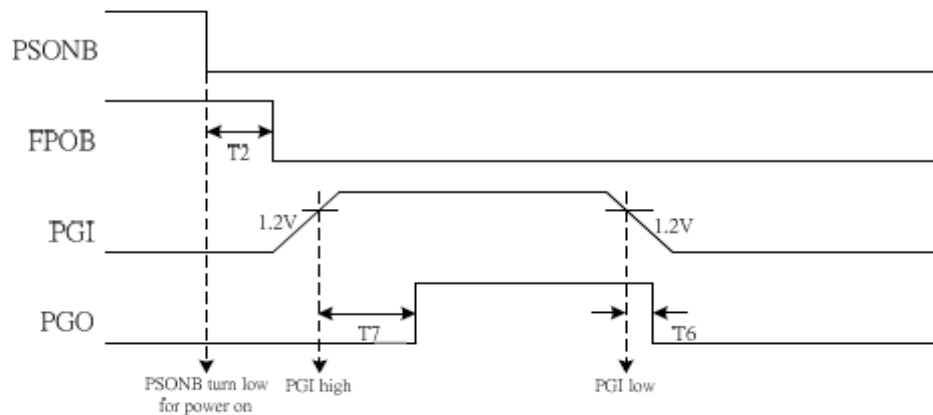 PSONB
FPOB
T2
PGI
1.2V
1.2V
PGO
T7
T6
PSONB turn low
for power on
PGI high
PGI low